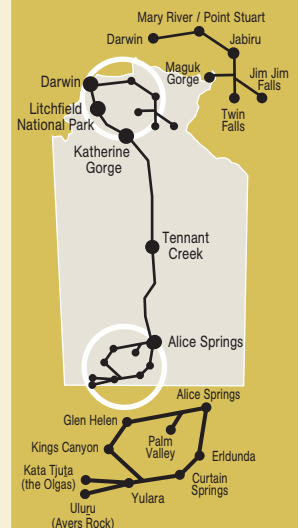 Mary River / Point Stuart
Darwin
Jabiru
Maguk
Gorge
Jim Jim
Falls
Twin
Falls
Darwin
Litchfield
National Park
Katherine
Gorge
Tennant
Creek
Alice Springs
Alice Springs
Glen Helen
Palm
Valley
Kings Canyon
Erldunda
Kata Tjuṯa
(the Olgas)
Curtain
Springs
Yulara
Uluṟu
(Ayers Rock)